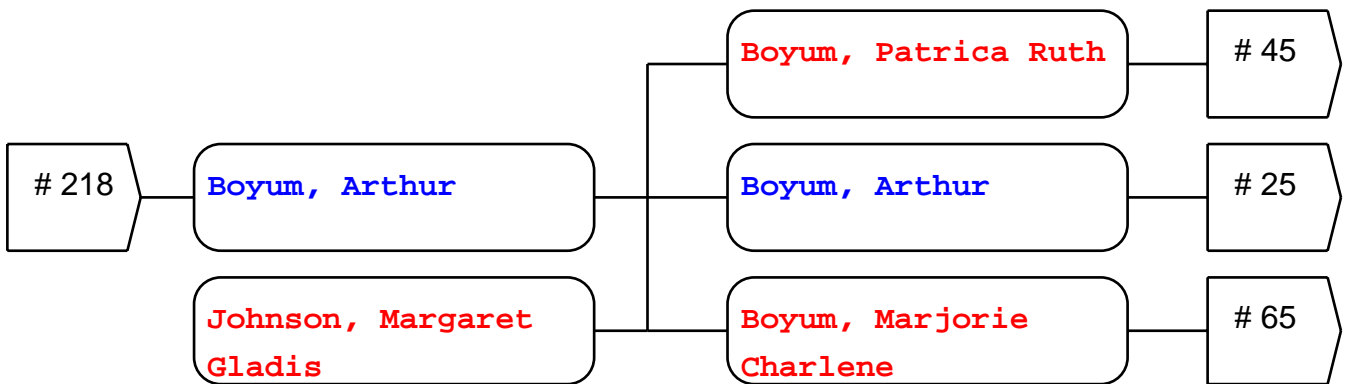 Boyum, Patrica Ruth
# 45
# 218
Boyum, Arthur
Boyum, Arthur
# 25
Johnson, Margaret
Gladis
Boyum, Marjorie
Charlene
# 65